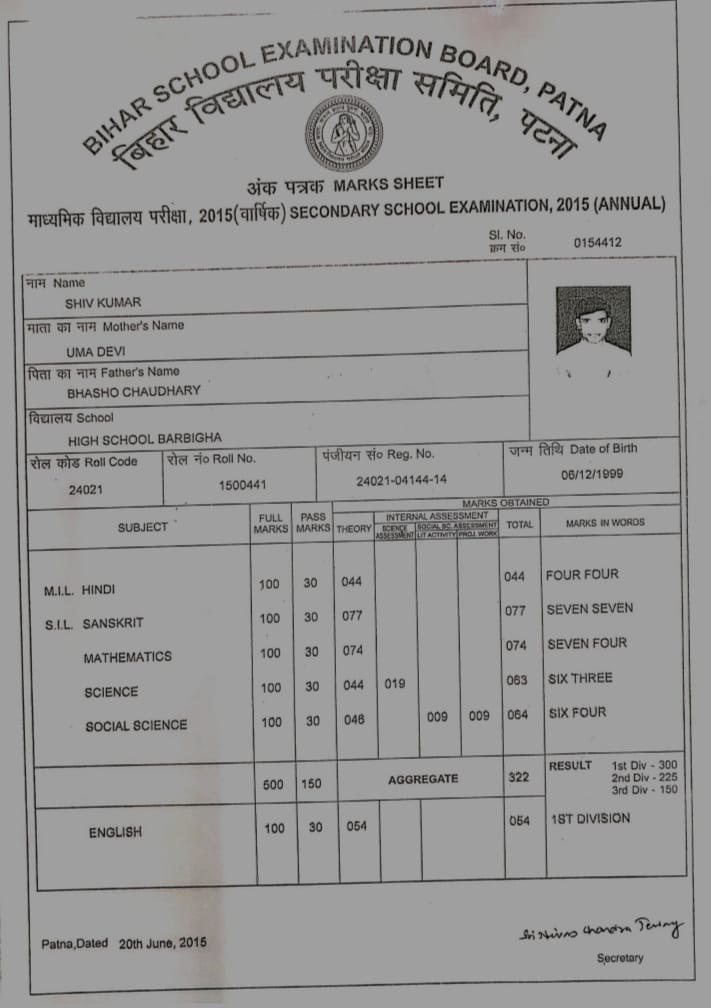 BIHAR SCHOOL EXAMINATION BOARD, PATNA
बिहार विद्यालय परीक्षा समिति, पटना
अंक पत्रक MARKS SHEET
माध्यमिक विद्यालय परीक्षा, 2015(वार्षिक) SECONDARY SCHOOL EXAMINATION, 2015 (ANNUAL)
Sl. No.
क्रम सं० 0154412
नाम Name
SHIV KUMAR
माता का नाम Mother's Name
UMA DEVI
पिता का नाम Father's Name
BHASHO CHAUDHARY
विद्यालय School
HIGH SCHOOL BARBIGHA
रोल कोड Roll Code रोल नं० Roll No. पंजीयन सं० Reg. No. जन्म तिथि Date of Birth
24021 1500441 24021-04144-14 06/12/1999
MARKS OBTAINED
SUBJECT FULL MARKS PASS MARKS THEORY INTERNAL ASSESSMENT TOTAL MARKS IN WORDS
SCIENCE ASSESSMENT SOCIAL SC. ASSESSMENT
LIT ACTIVITY PROJ. WORK
M.I.L. HINDI 100 30 044 044 FOUR FOUR
S.I.L. SANSKRIT 100 30 077 077 SEVEN SEVEN
MATHEMATICS 100 30 074 074 SEVEN FOUR
SCIENCE 100 30 044 019 063 SIX THREE
SOCIAL SCIENCE 100 30 046 009 009 064 SIX FOUR
500 150 AGGREGATE 322 RESULT 1st Div - 300
2nd Div - 225
3rd Div - 150
ENGLISH 100 30 054 054 1ST DIVISION
Patna,Dated 20th June, 2015
Secretary